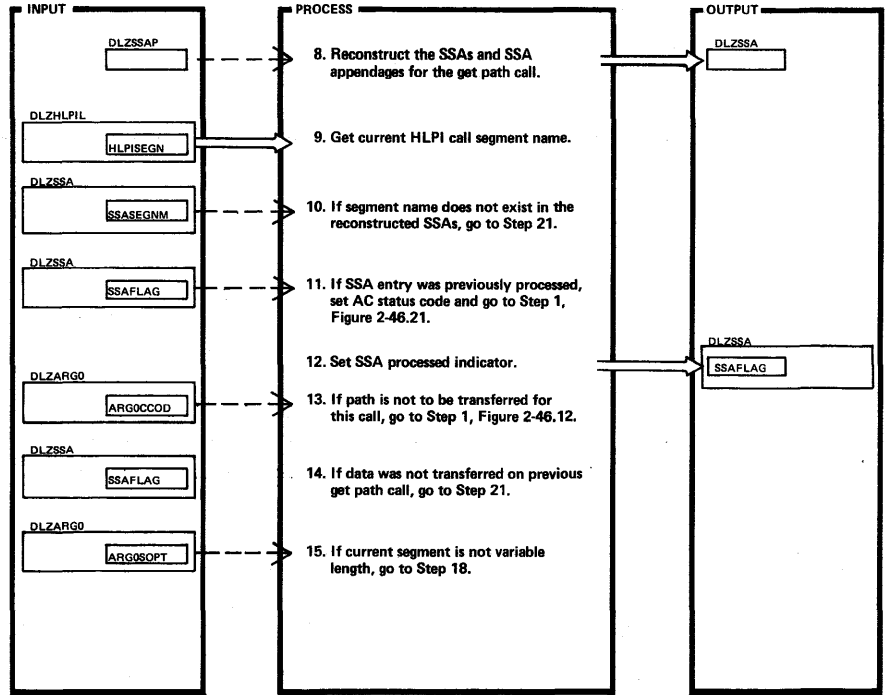 INPUT
PROCESS
OUTPUT
DLZSSAP
8. Reconstruct the SSAs and SSA
appendages for the get path call.
DLZSSA
DLZHLPIL
HLPISEGN
9. Get current HLPI call segment name.
DLZSSA
SSASEGNM
10. If segment name does not exist in the
reconstructed SSAs, go to Step 21.
DLZSSA
SSAFLAG
11. If SSA entry was previously processed,
set AC status code and go to Step 1,
Figure 2-46.21.
12. Set SSA processed indicator.
DLZSSA
SSAFLAG
DLZARG0
ARG0CCOD
13. If path is not to be transferred for
this call, go to Step 1, Figure 2-46.12.
DLZSSA
SSAFLAG
14. If data was not transferred on previous
get path call, go to Step 21.
DLZARG0
ARG0SOPT
15. If current segment is not variable
length, go to Step 18.